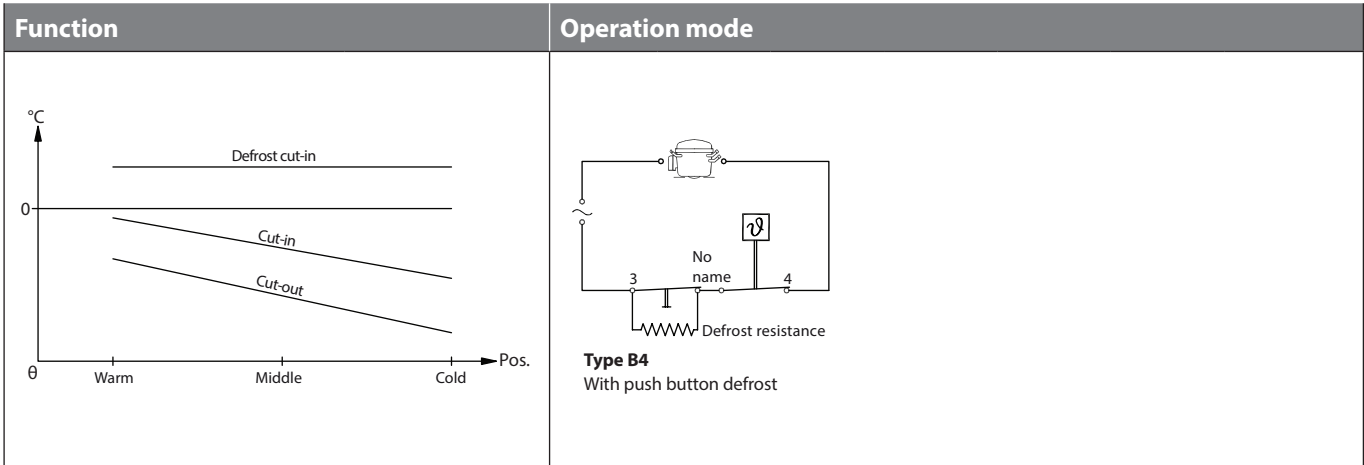 Function
Operation mode
°C
Defrost cut-in
0
Cut-in
Cut-out
θ
Warm
Middle
Cold
Pos.
ϑ
No
name
3
4
Defrost resistance
Type B4
With push button defrost